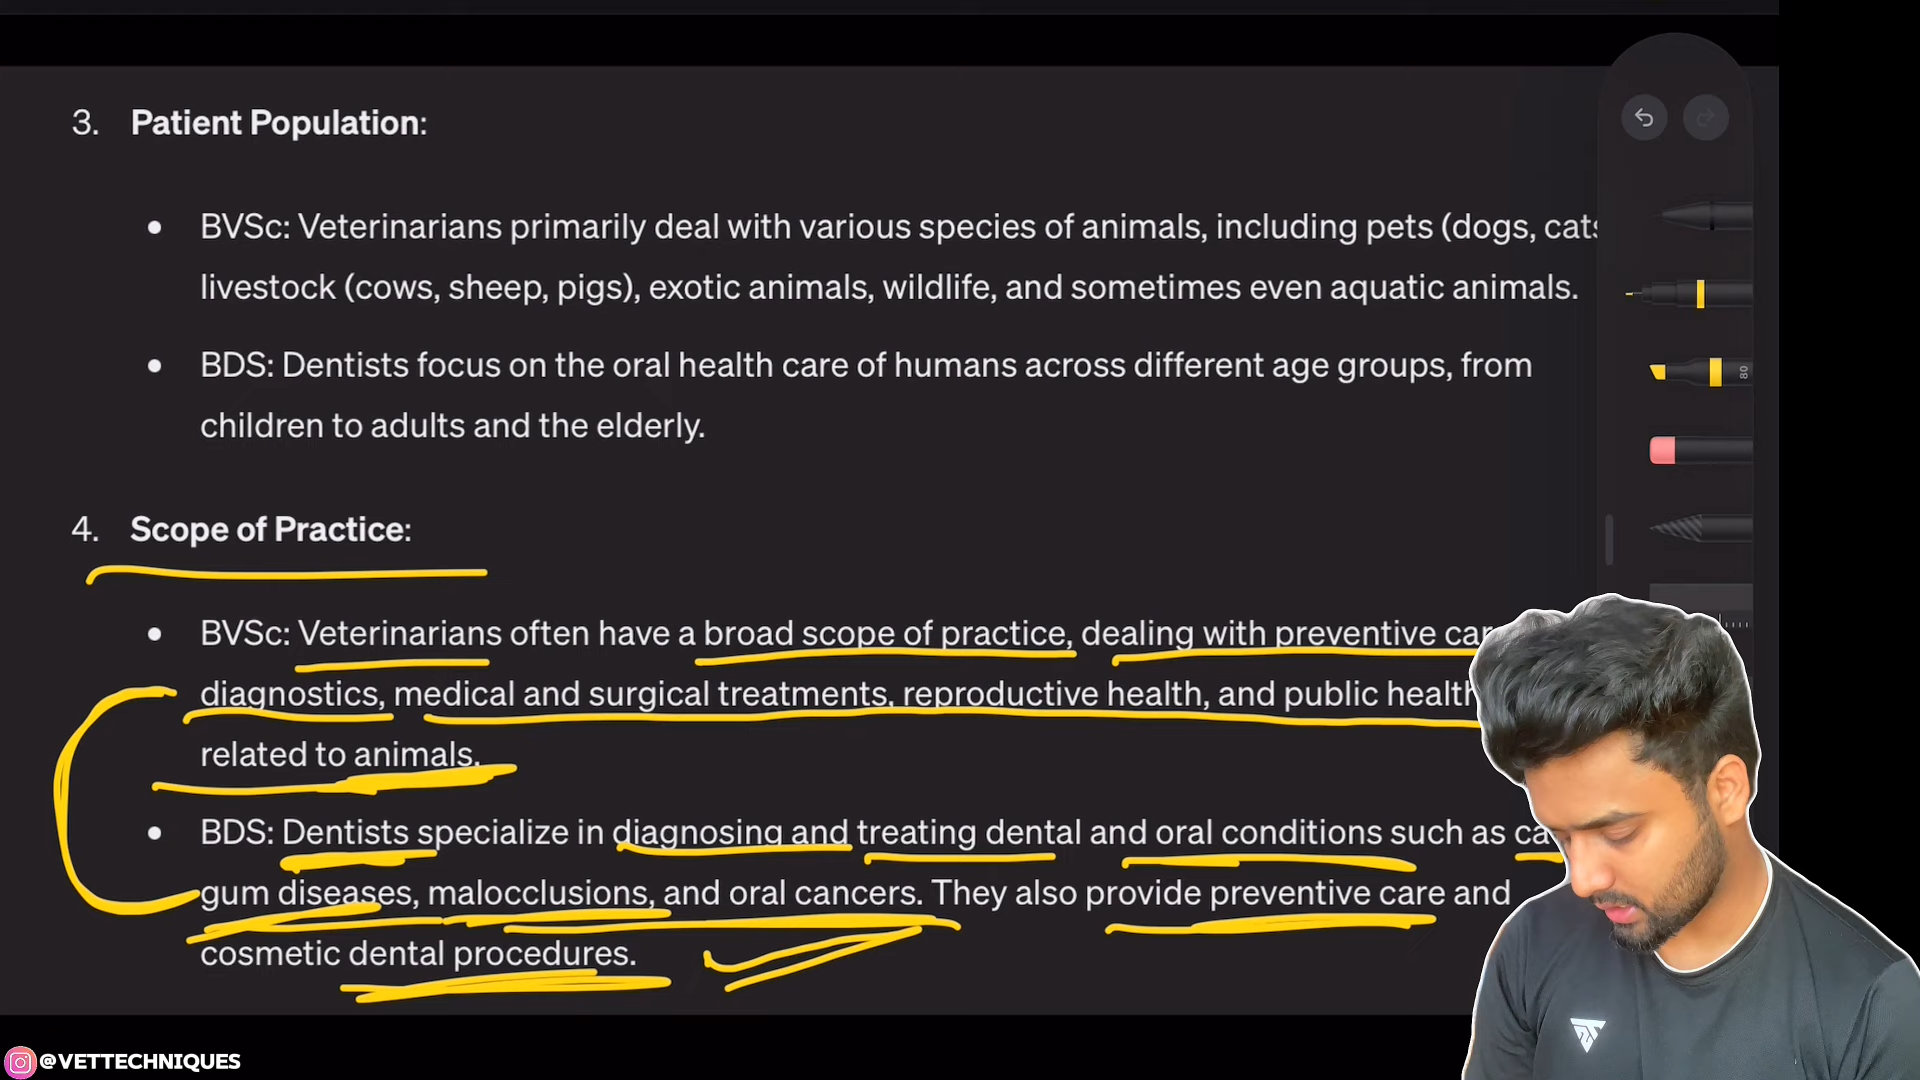 3. Patient Population:
BVSc: Veterinarians primarily deal with various species of animals, including pets (dogs, cats
livestock (cows, sheep, pigs), exotic animals, wildlife, and sometimes even aquatic animals.
BDS: Dentists focus on the oral health care of humans across different age groups, from
children to adults and the elderly.
4. Scope of Practice:
BVSc: Veterinarians often have a broad scope of practice, dealing with preventive
diagnostics, medical and surgical treatments, reproductive health, and public health
related to animals.
BDS: Dentists specialize in diagnosing and treating dental and oral conditions such as
gum diseases, malocclusions, and oral cancers. They also provide preventive care and
cosmetic dental procedures.
80
@VETTECHNIQUES